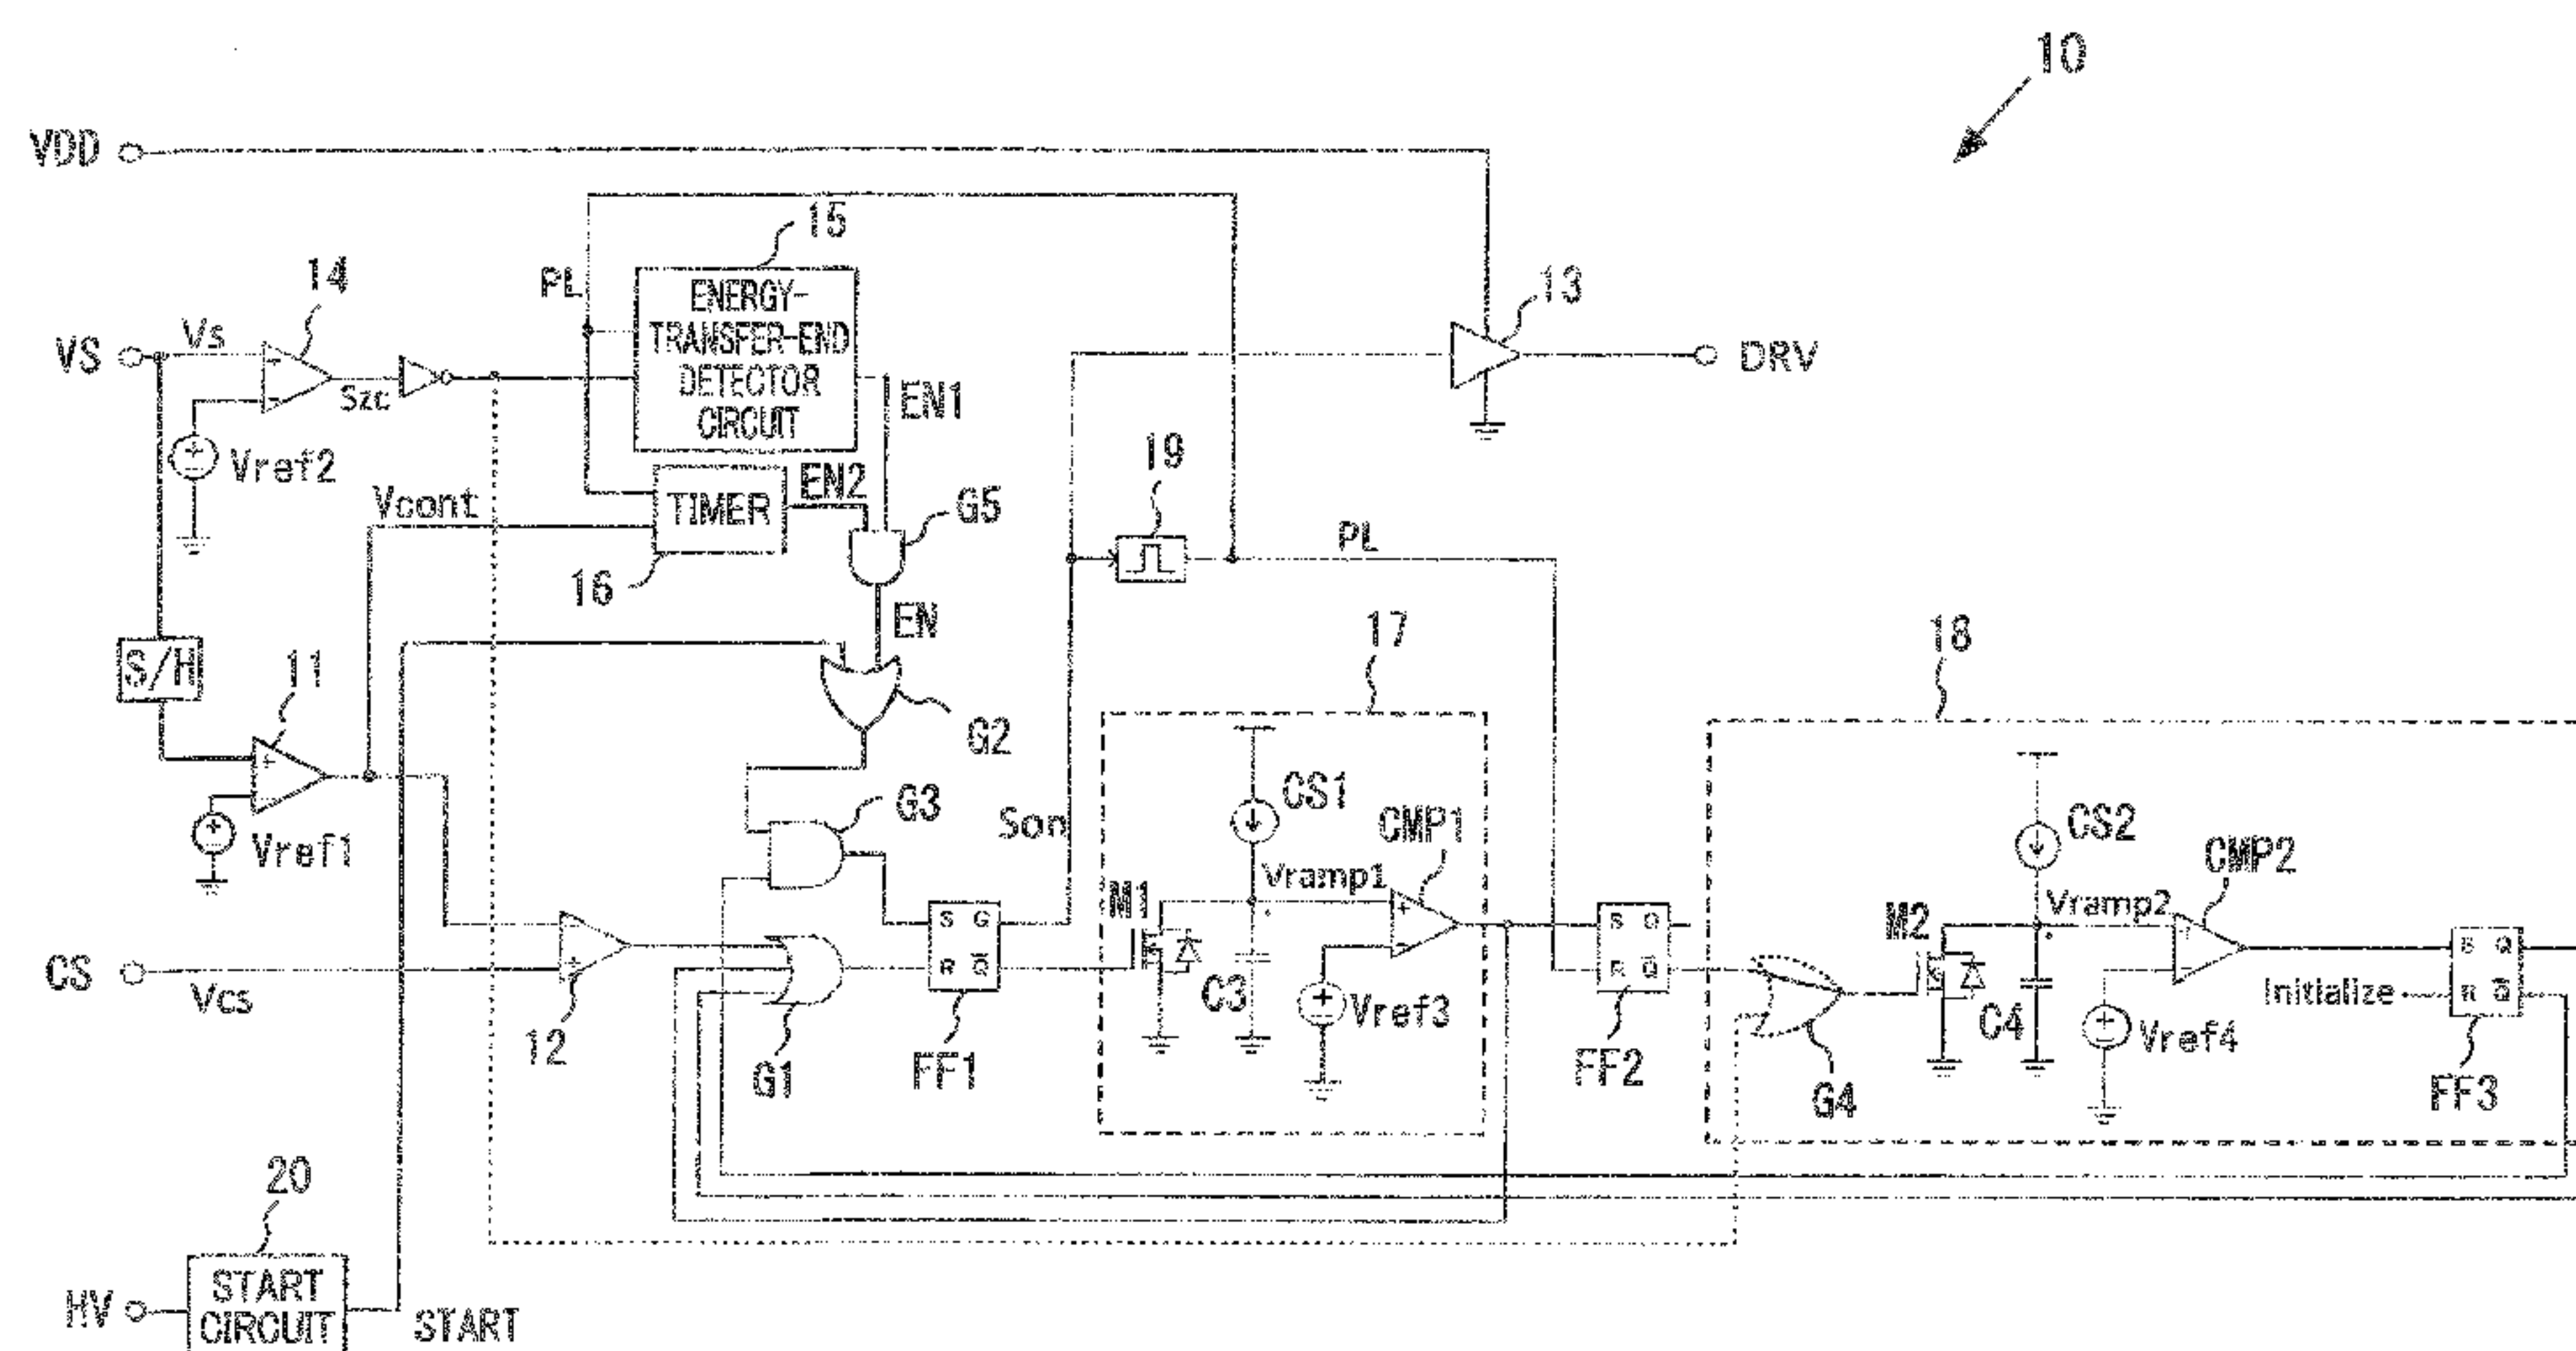 10
VDD
15
PL
ENERGY-
TRANSFER-END
DETECTOR
CIRCUIT
14
13
VS
Vs
Szc
EN1
DRV
Vref2
19
Vcont
TIMER
EN2
G5
PL
16
EN
17
18
S/H
11
G2
CS1
CS2
G3
Son
CMP1
CMP2
Vref1
Vramp1
M1
Vramp2
M2
S
R
Q
S
R
S
Q
R
Q
CS
Vcs
C3
Vref3
C4
Initialize
Vref4
12
G1
FF1
FF2
G4
FF3
20
HV
START
CIRCUIT
START